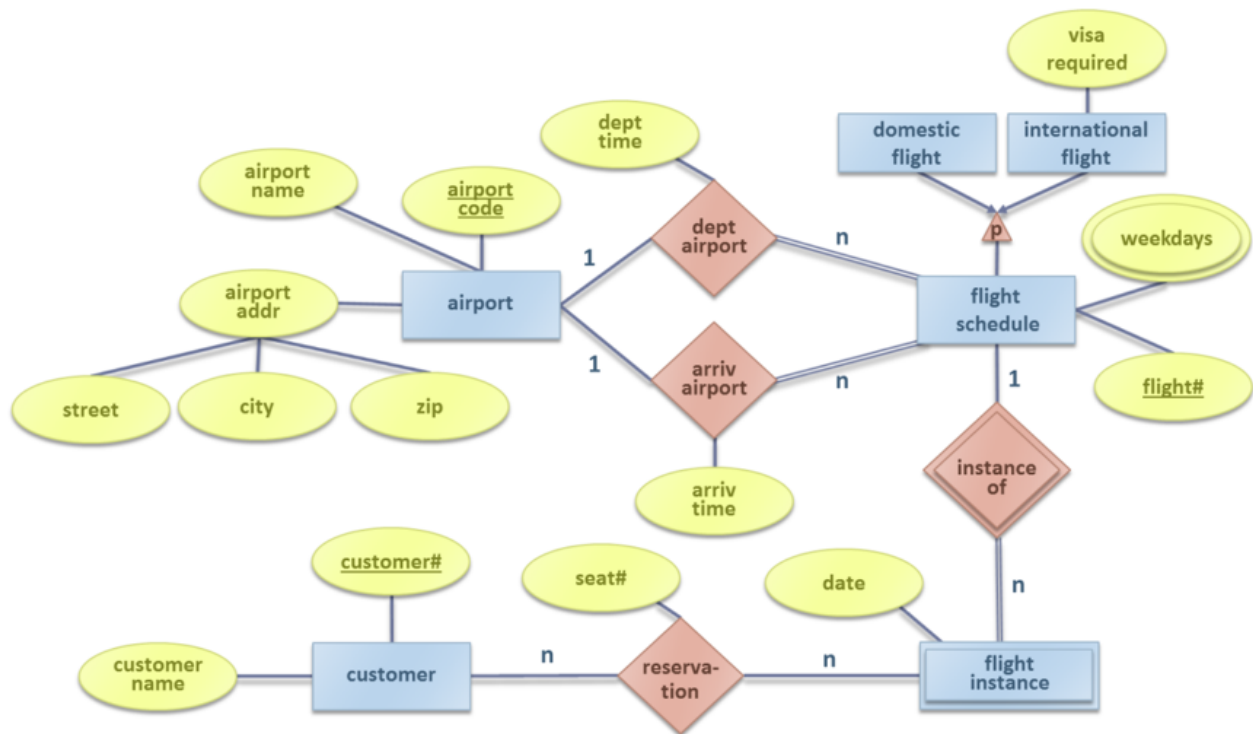 visa
required
dept
time
domestic
flight
international
flight
airport
name
airport
code
dept
airport
p
weekdays
n
1
airport
addr
airport
flight
schedule
1
arriv
airport
n
1
flight#
street
city
zip
instance
of
arriv
time
customer#
seat#
date
n
customer
name
customer
n
reserva-
tion
n
flight
instance